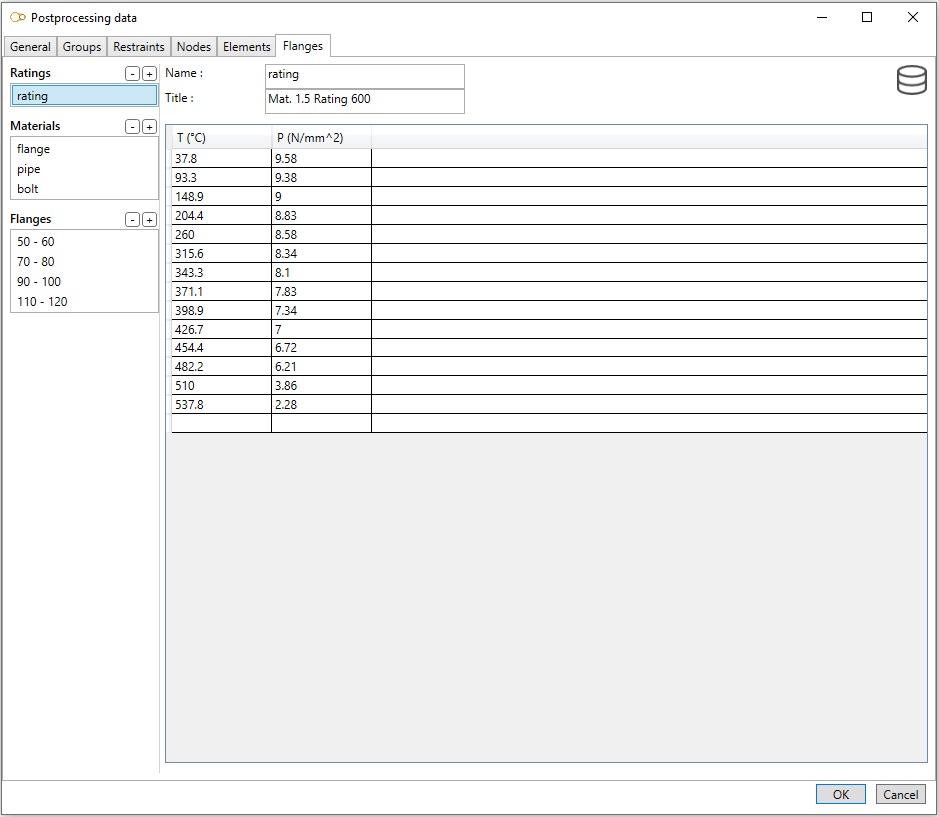 Postprocessing data
General Groups Restraints Nodes Elements Flanges
Ratings - +
rating
Materials - +
flange
pipe
bolt
Flanges - +
50 - 60
70 - 80
90 - 100
110 - 120
Name : rating
Title : Mat. 1.5 Rating 600
T (°C) P (N/mm^2)
37.8 9.58
93.3 9.38
148.9 9
204.4 8.83
260 8.58
315.6 8.34
343.3 8.1
371.1 7.83
398.9 7.34
426.7 7
454.4 6.72
482.2 6.21
510 3.86
537.8 2.28
OK Cancel